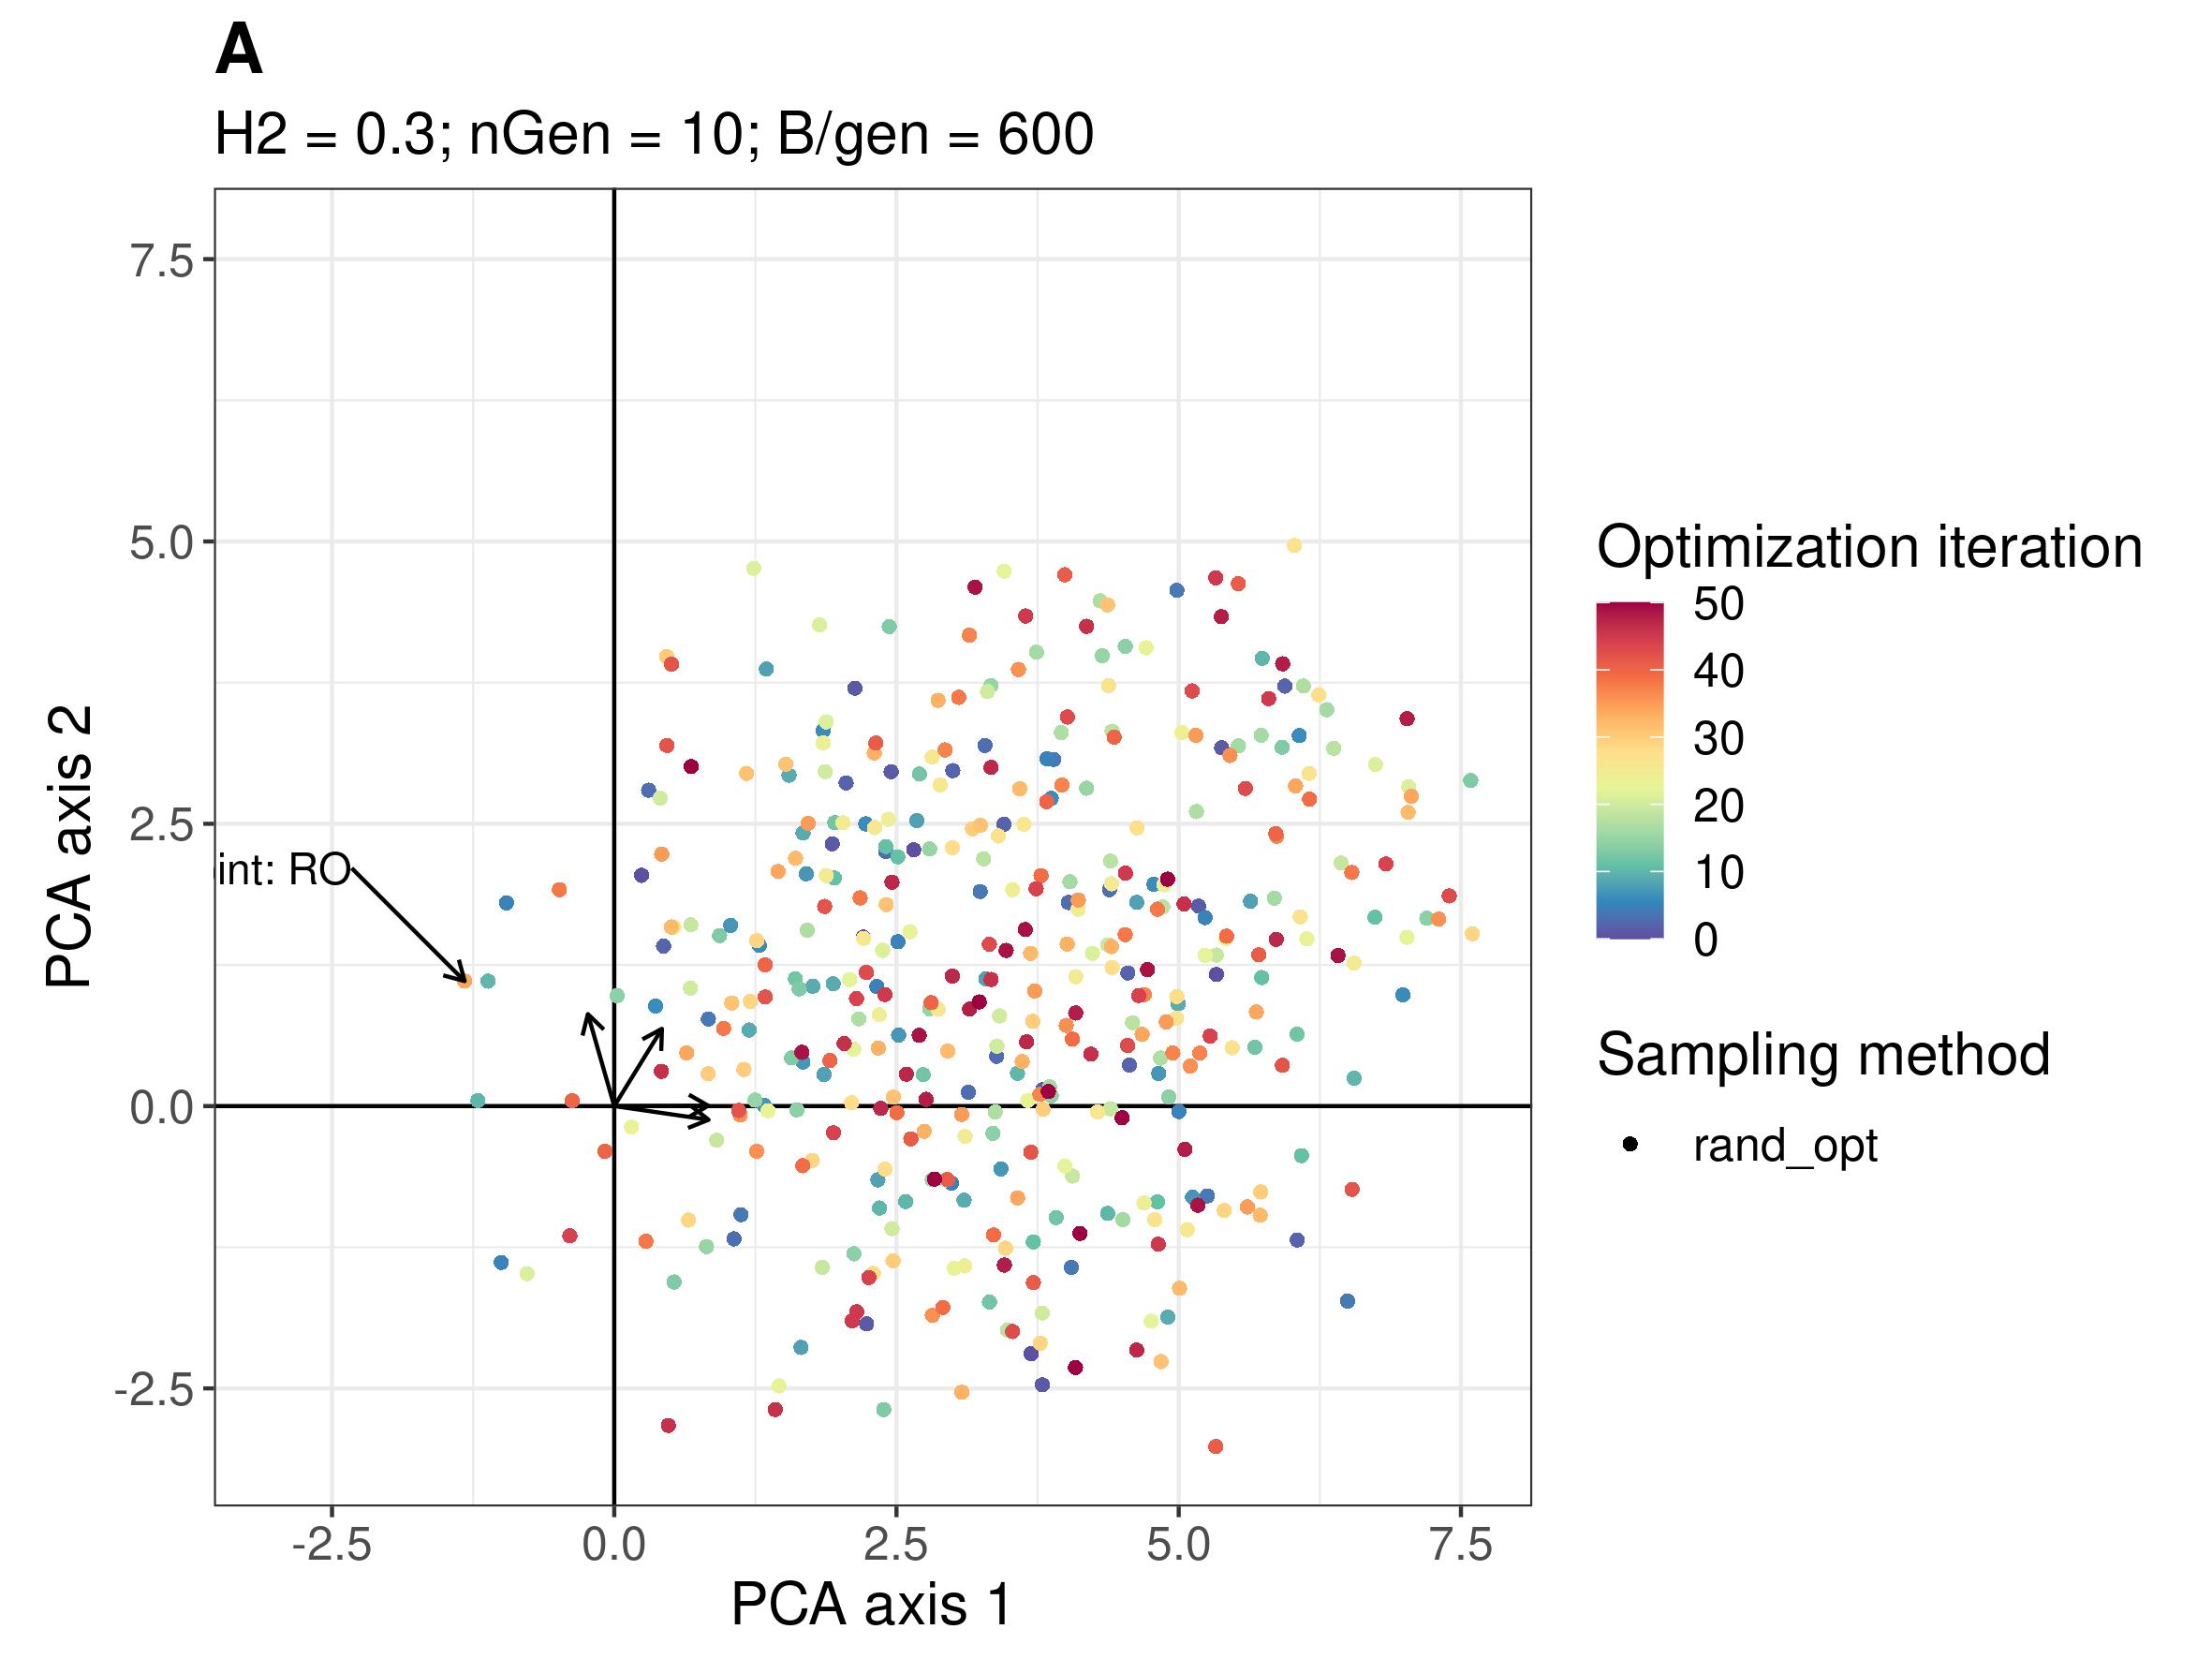 A
H2 = 0.3; nGen = 10; B/gen = 600
7.5
5.0
2.5
0.0
-2.5
PCA axis 2
int: RO
-2.5
0.0
2.5
5.0
7.5
PCA axis 1
Optimization iteration
50
40
30
20
10
0
Sampling method
rand_opt